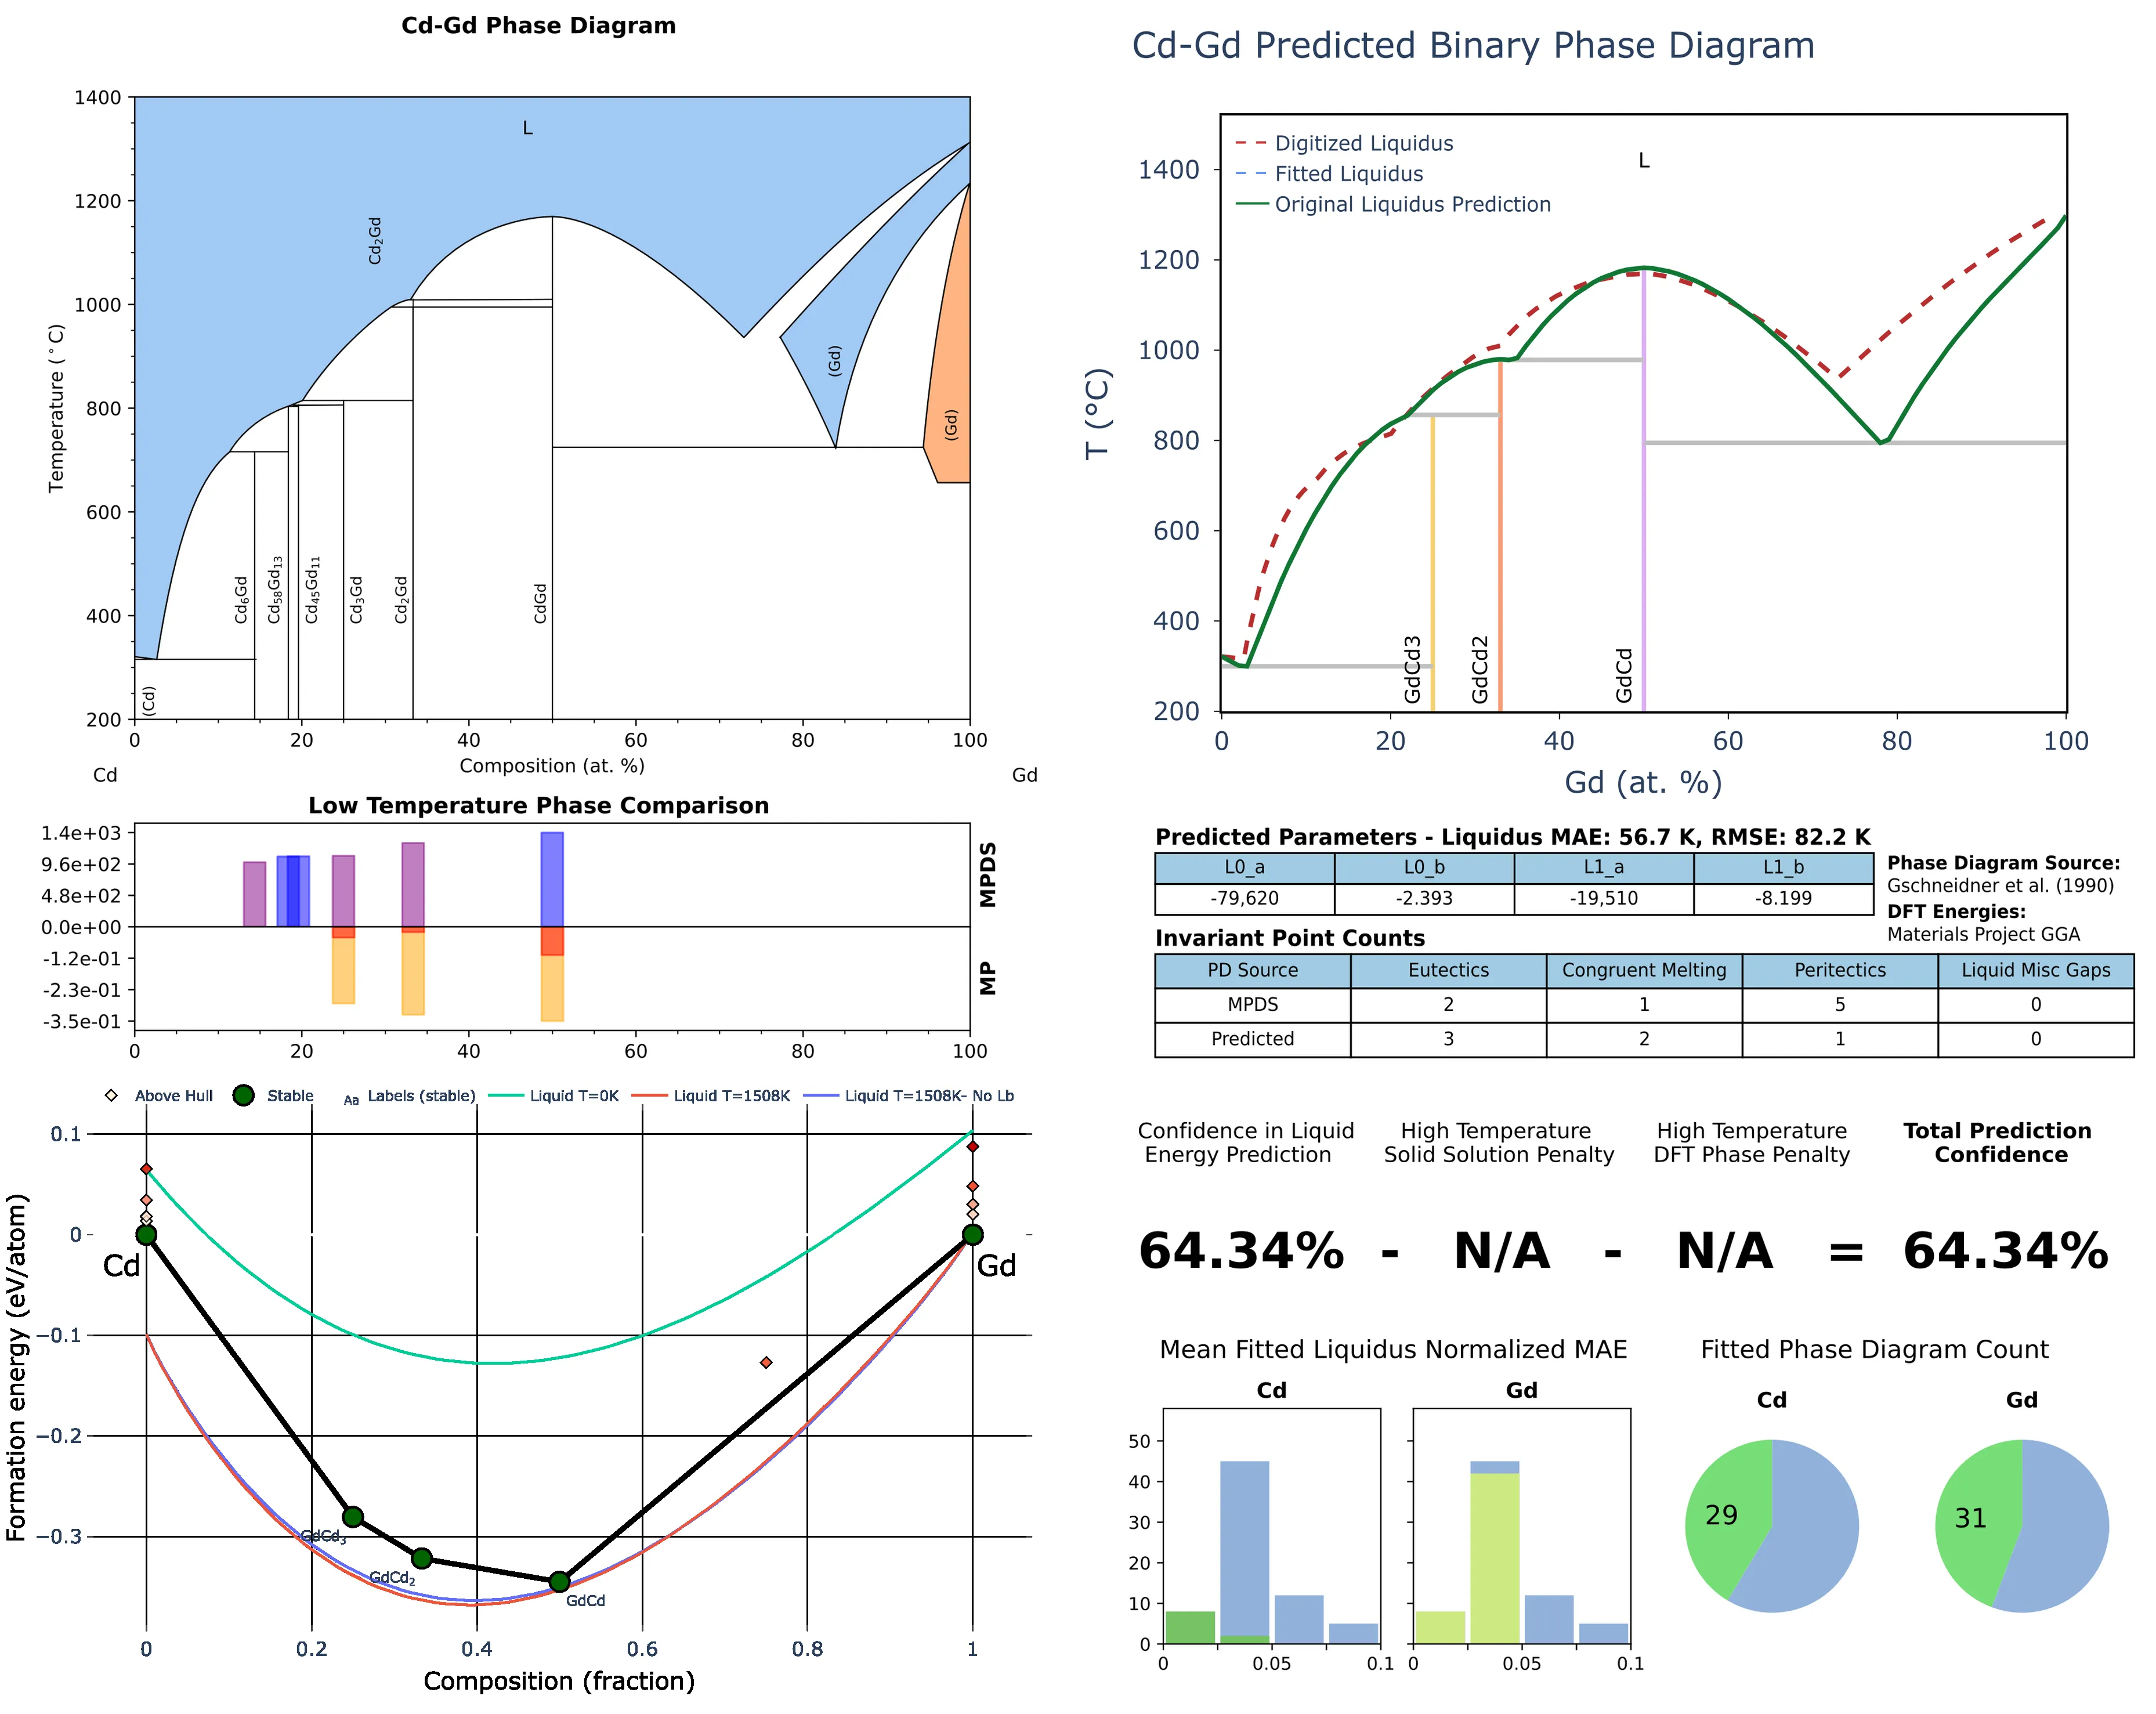 Cd-Gd Phase Diagram
1400
1200
1000
800
600
400
200
Temperature (°C)
L
Cd₂Gd
(Gd)
(Gd)
Cd₆Gd
Cd₅₈Gd₁₃
Cd₄₅Gd₁₁
Cd₃Gd
Cd₂Gd
CdGd
(Cd)
0 20 40 60 80 100
Composition (at. %)
Cd Gd
Low Temperature Phase Comparison
1.4e+03
9.6e+02
4.8e+02
0.0e+00
-1.2e-01
-2.3e-01
-3.5e-01
MPDS
MP
0 20 40 60 80 100
Above Hull Stable Aa Labels (stable) Liquid T=0K Liquid T=1508K Liquid T=1508K- No Lb
0.1
0
−0.1
−0.2
−0.3
Formation energy (eV/atom)
Cd
Gd
GdCd₃
GdCd₂
GdCd
0 0.2 0.4 0.6 0.8 1
Composition (fraction)
Cd-Gd Predicted Binary Phase Diagram
Digitized Liquidus
Fitted Liquidus
Original Liquidus Prediction
L
1400
1200
1000
800
600
400
200
T (°C)
GdCd3
GdCd2
GdCd
0 20 40 60 80 100
Gd (at. %)
Predicted Parameters - Liquidus MAE: 56.7 K, RMSE: 82.2 K
L0_a L0_b L1_a L1_b
-79,620 -2.393 -19,510 -8.199
Phase Diagram Source:
Gschneidner et al. (1990)
DFT Energies:
Materials Project GGA
Invariant Point Counts
PD Source Eutectics Congruent Melting Peritectics Liquid Misc Gaps
MPDS 2 1 5 0
Predicted 3 2 1 0
Confidence in Liquid
Energy Prediction
High Temperature
Solid Solution Penalty
High Temperature
DFT Phase Penalty
Total Prediction
Confidence
64.34% - N/A - N/A = 64.34%
Mean Fitted Liquidus Normalized MAE
Cd
Gd
50
40
30
20
10
0
0 0.05 0.1
0 0.05 0.1
Fitted Phase Diagram Count
Cd
Gd
29
31